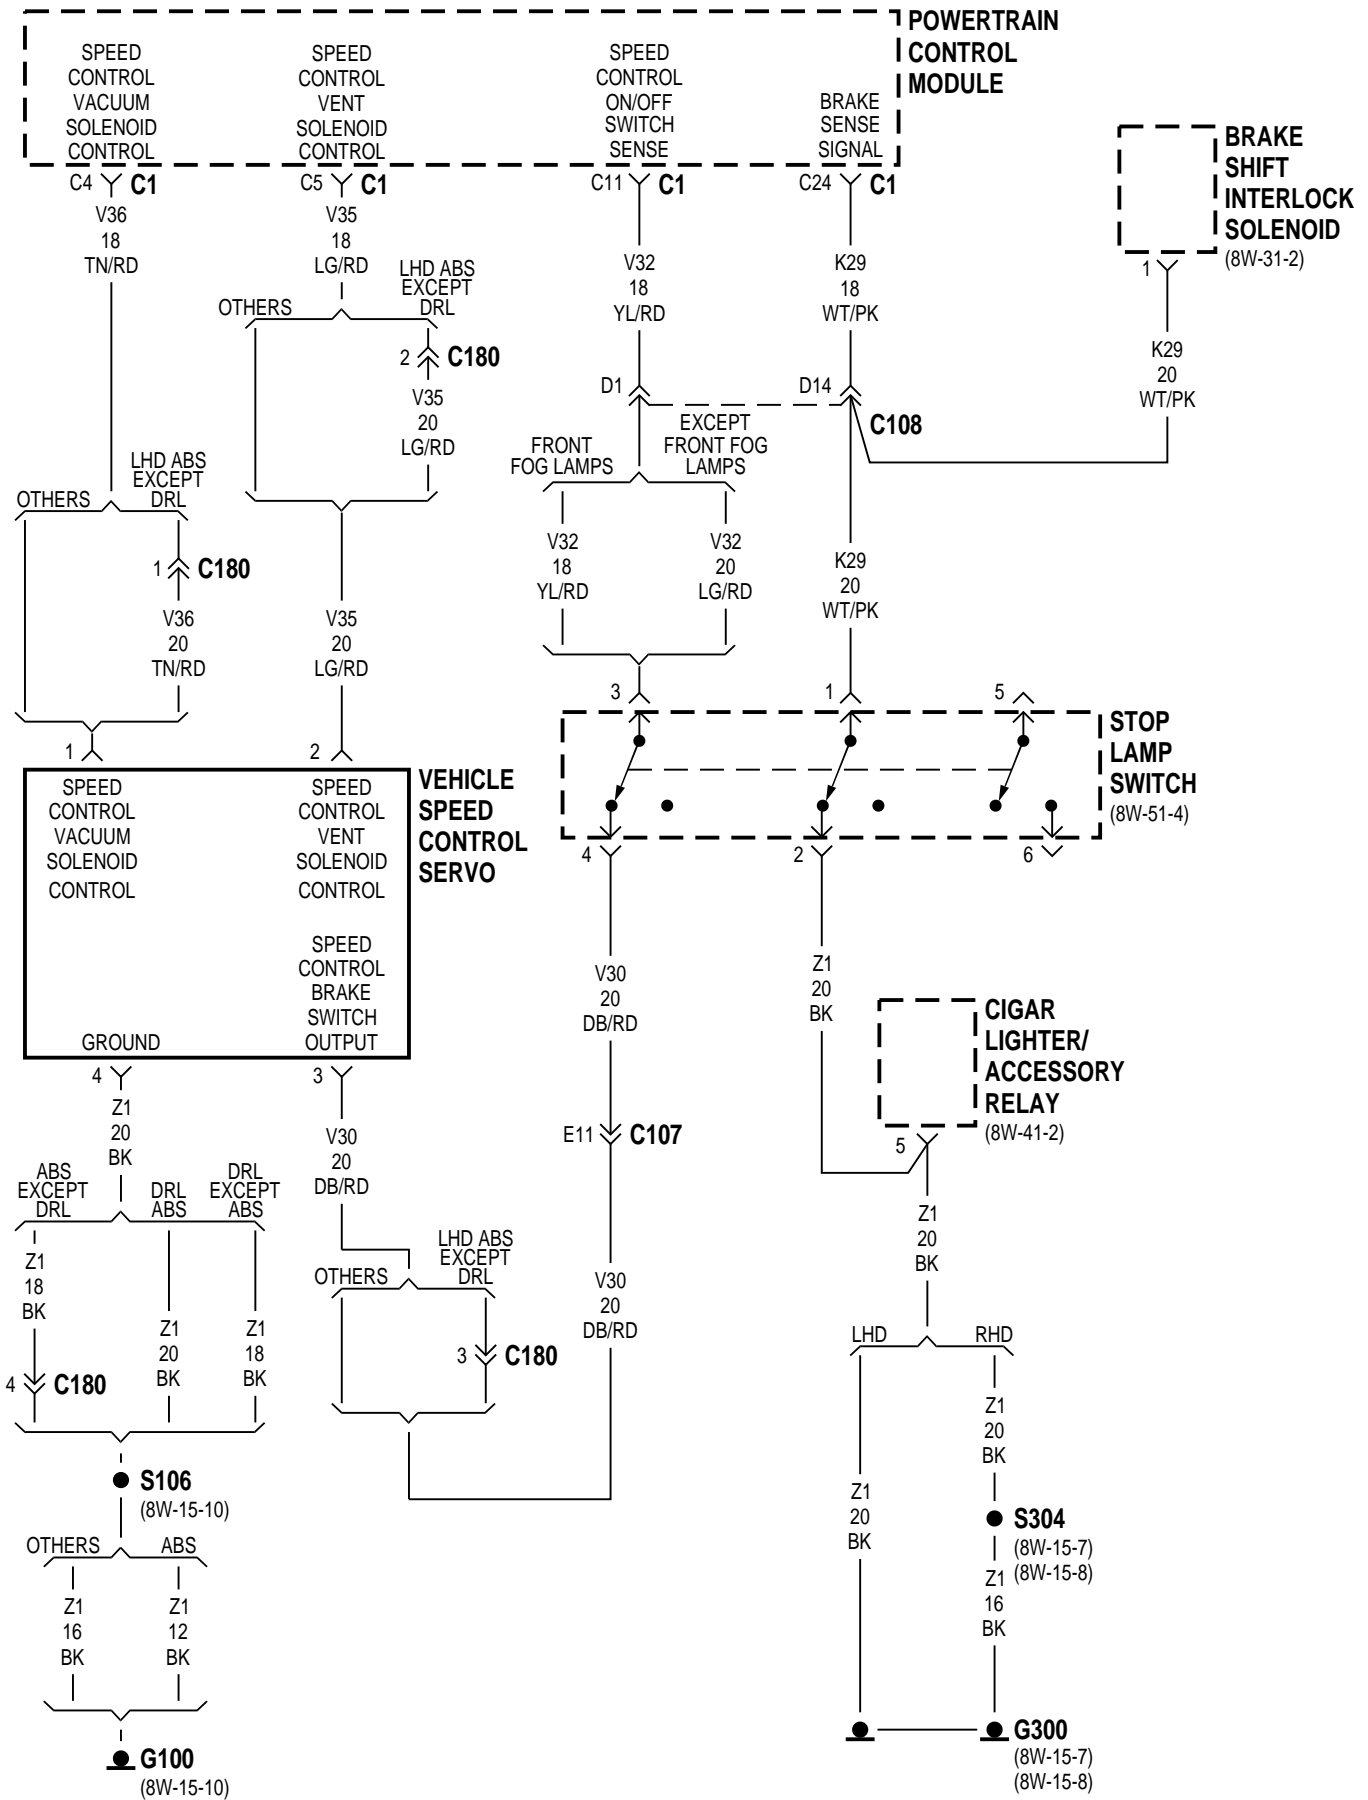 POWERTRAIN
CONTROL
MODULE
SPEED
CONTROL
VACUUM
SOLENOID
CONTROL
SPEED
CONTROL
VENT
SOLENOID
CONTROL
SPEED
CONTROL
ON/OFF
SWITCH
SENSE
BRAKE
SENSE
SIGNAL
BRAKE
SHIFT
INTERLOCK
SOLENOID
(8W-31-2)
C4 C1
C5 C1
C11 C1
C24 C1
1
V36
18
TN/RD
V35
18
LG/RD
V32
18
YL/RD
K29
18
WT/PK
K29
20
WT/PK
OTHERS
LHD ABS
EXCEPT
DRL
2 C180
V35
20
LG/RD
D1
D14
C108
FRONT
FOG LAMPS
EXCEPT
FRONT FOG
LAMPS
OTHERS
LHD ABS
EXCEPT
DRL
1 C180
V36
20
TN/RD
V35
20
LG/RD
V32
18
YL/RD
V32
20
LG/RD
K29
20
WT/PK
1
2
3
1
5
STOP
LAMP
SWITCH
(8W-51-4)
4
2
6
VEHICLE
SPEED
CONTROL
SERVO
SPEED
CONTROL
VACUUM
SOLENOID
CONTROL
SPEED
CONTROL
VENT
SOLENOID
CONTROL
GROUND
SPEED
CONTROL
BRAKE
SWITCH
OUTPUT
4
3
Z1
20
BK
V30
20
DB/RD
V30
20
DB/RD
Z1
20
BK
CIGAR
LIGHTER/
ACCESSORY
RELAY
(8W-41-2)
5
E11 C107
ABS
EXCEPT
DRL
DRL
ABS
DRL
EXCEPT
ABS
Z1
18
BK
Z1
20
BK
Z1
18
BK
4 C180
OTHERS
LHD ABS
EXCEPT
DRL
3 C180
V30
20
DB/RD
Z1
20
BK
LHD
RHD
Z1
20
BK
Z1
20
BK
S304
(8W-15-7)
(8W-15-8)
Z1
16
BK
S106
(8W-15-10)
OTHERS
ABS
Z1
16
BK
Z1
12
BK
G100
(8W-15-10)
G300
(8W-15-7)
(8W-15-8)